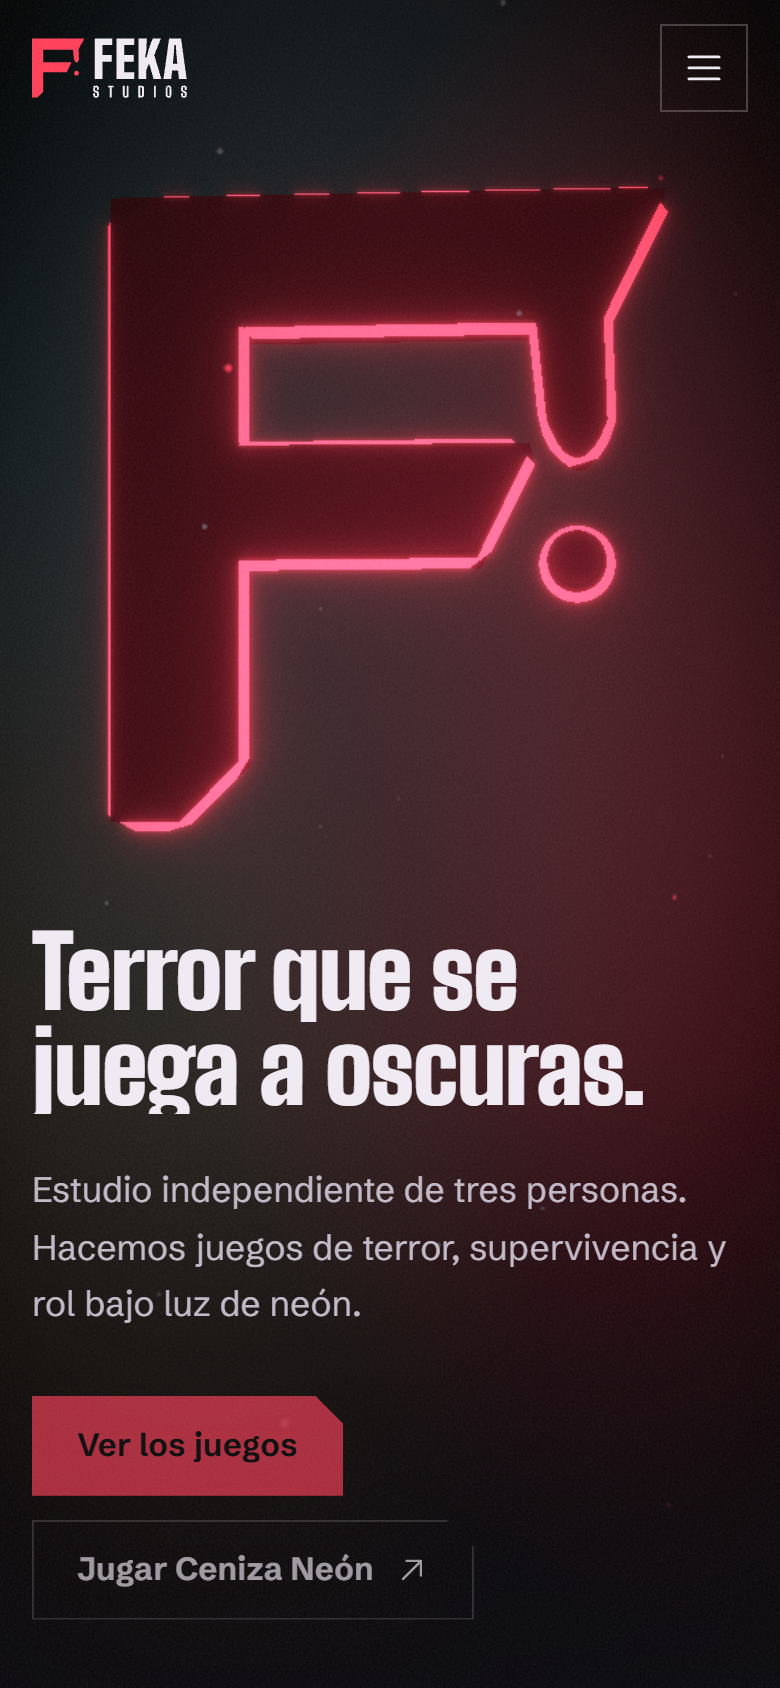 FEKA
STUDIOS
Terror que se
juega a oscuras.
Estudio independiente de tres personas.
Hacemos juegos de terror, supervivencia y
rol bajo luz de neón.
Ver los juegos
Jugar Ceniza Neón